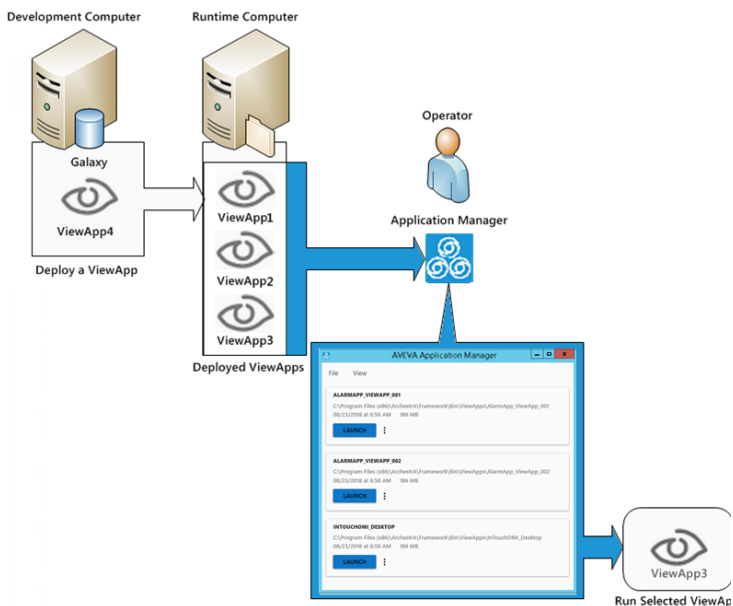 Development Computer
Runtime Computer
Galaxy
ViewApp4
Deploy a ViewApp
ViewApp1
ViewApp2
ViewApp3
Deployed ViewApps
Operator
Application Manager
AVEVA Application Manager
File View
ALARMAPP_VIEWAPP_001
C:\Program Files (x86)\ArchestrA\Framework\Bin\ViewApps\AlarmApp_ViewApp_001
08/23/2018 at 6:58 AM 186 MB
LAUNCH
ALARMAPP_VIEWAPP_002
C:\Program Files (x86)\ArchestrA\Framework\Bin\ViewApps\AlarmApp_ViewApp_002
08/23/2018 at 6:58 AM 186 MB
LAUNCH
INTOUCHOMI_DESKTOP
C:\Program Files (x86)\ArchestrA\Framework\Bin\ViewApps\InTouchOMI_Desktop
08/23/2018 at 6:58 AM 186 MB
LAUNCH
ViewApp3
Run Selected ViewAp